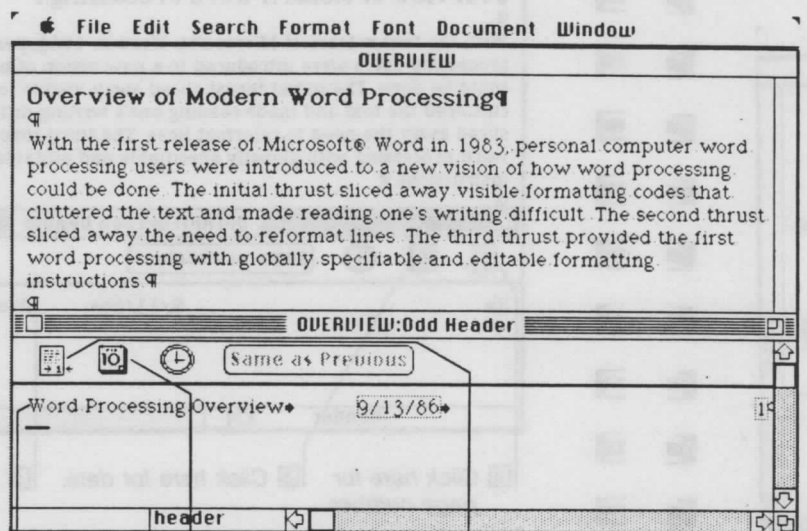 File Edit Search Format Font Document Window
OVERVIEW
Overview of Modern Word Processing¶
¶
With the first release of Microsoft® Word in 1983, personal computer word
processing users were introduced to a new vision of how word processing
could be done. The initial thrust sliced away visible formatting codes that
cluttered the text and made reading one's writing difficult. The second thrust
sliced away the need to reformat lines. The third thrust provided the first
word processing with globally specifiable and editable formatting
instructions.¶
¶
OVERVIEW:Odd Header
Same as Previous
Word Processing Overview 9/13/86 1
header
Click here for
Click here for date.